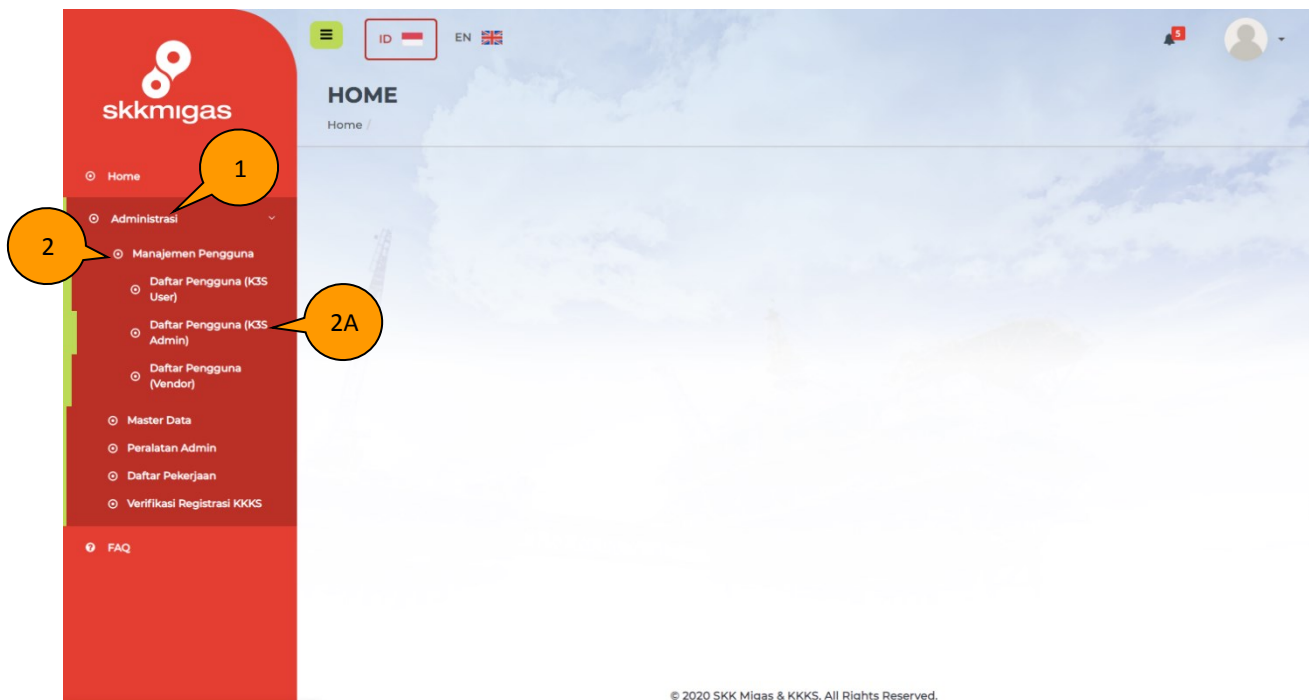 skkmigas
ID
EN
5
HOME
Home /
Home
1
Administrasi
2
Manajemen Pengguna
Daftar Pengguna (K3S
User)
Daftar Pengguna (K3S
Admin)
2A
Daftar Pengguna
(Vendor)
Master Data
Peralatan Admin
Daftar Pekerjaan
Verifikasi Registrasi KKKS
FAQ
© 2020 SKK Migas & KKKS. All Rights Reserved.